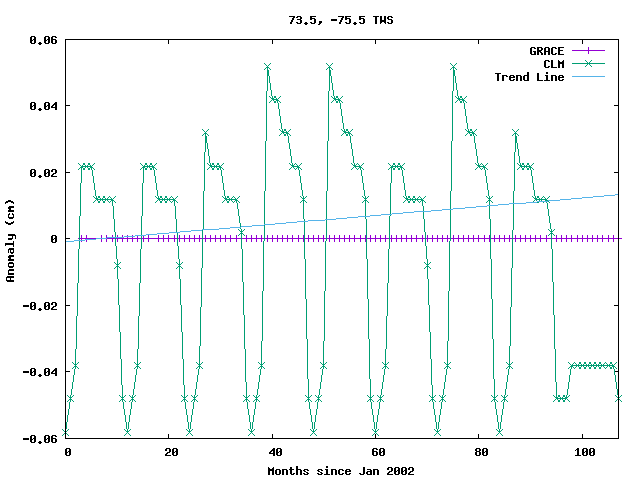 73.5, -75.5 TWS
GRACE
CLM
Trend Line
0.06
0.04
0.02
0
-0.02
-0.04
-0.06
Anomaly (cm)
0 20 40 60 80 100
Months since Jan 2002